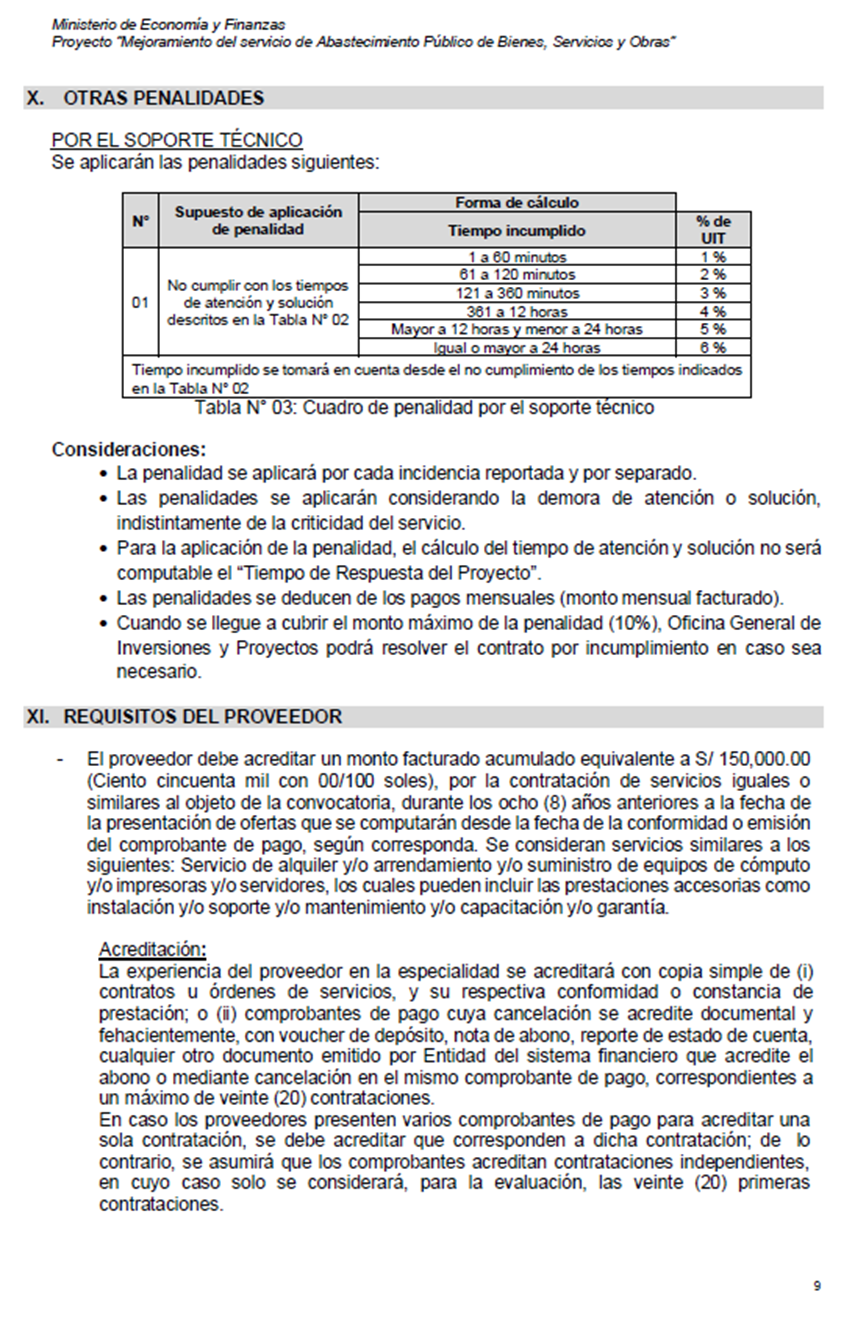 Ministerio de Economía y Finanzas
Proyecto "Mejoramiento del servicio de Abastecimiento Público de Bienes, Servicios y Obras"
X. OTRAS PENALIDADES
POR EL SOPORTE TÉCNICO
Se aplicarán las penalidades siguientes:
N° Supuesto de aplicación de penalidad Forma de cálculo
Tiempo incumplido % de UIT
01 No cumplir con los tiempos de atención y solución descritos en la Tabla N° 02
1 a 60 minutos 1 %
61 a 120 minutos 2 %
121 a 360 minutos 3 %
361 a 12 horas 4 %
Mayor a 12 horas y menor a 24 horas 5 %
Igual o mayor a 24 horas 6 %
Tiempo incumplido se tomará en cuenta desde el no cumplimiento de los tiempos indicados
en la Tabla N° 02
Tabla N° 03: Cuadro de penalidad por el soporte técnico
Consideraciones:
• La penalidad se aplicará por cada incidencia reportada y por separado.
• Las penalidades se aplicarán considerando la demora de atención o solución,
indistintamente de la criticidad del servicio.
• Para la aplicación de la penalidad, el cálculo del tiempo de atención y solución no será
computable el "Tiempo de Respuesta del Proyecto".
• Las penalidades se deducen de los pagos mensuales (monto mensual facturado).
• Cuando se llegue a cubrir el monto máximo de la penalidad (10%), Oficina General de
Inversiones y Proyectos podrá resolver el contrato por incumplimiento en caso sea
necesario.
XI. REQUISITOS DEL PROVEEDOR
- El proveedor debe acreditar un monto facturado acumulado equivalente a S/ 150,000.00
(Ciento cincuenta mil con 00/100 soles), por la contratación de servicios iguales o
similares al objeto de la convocatoria, durante los ocho (8) años anteriores a la fecha de
la presentación de ofertas que se computarán desde la fecha de la conformidad o emisión
del comprobante de pago, según corresponda. Se consideran servicios similares a los
siguientes: Servicio de alquiler y/o arrendamiento y/o suministro de equipos de cómputo
y/o impresoras y/o servidores, los cuales pueden incluir las prestaciones accesorias como
instalación y/o soporte y/o mantenimiento y/o capacitación y/o garantía.
Acreditación:
La experiencia del proveedor en la especialidad se acreditará con copia simple de (i)
contratos u órdenes de servicios, y su respectiva conformidad o constancia de
prestación; o (ii) comprobantes de pago cuya cancelación se acredite documental y
fehacientemente, con voucher de depósito, nota de abono, reporte de estado de cuenta,
cualquier otro documento emitido por Entidad del sistema financiero que acredite el
abono o mediante cancelación en el mismo comprobante de pago, correspondientes a
un máximo de veinte (20) contrataciones.
En caso los proveedores presenten varios comprobantes de pago para acreditar una
sola contratación, se debe acreditar que corresponden a dicha contratación; de lo
contrario, se asumirá que los comprobantes acreditan contrataciones independientes,
en cuyo caso solo se considerará, para la evaluación, las veinte (20) primeras
contrataciones.
9